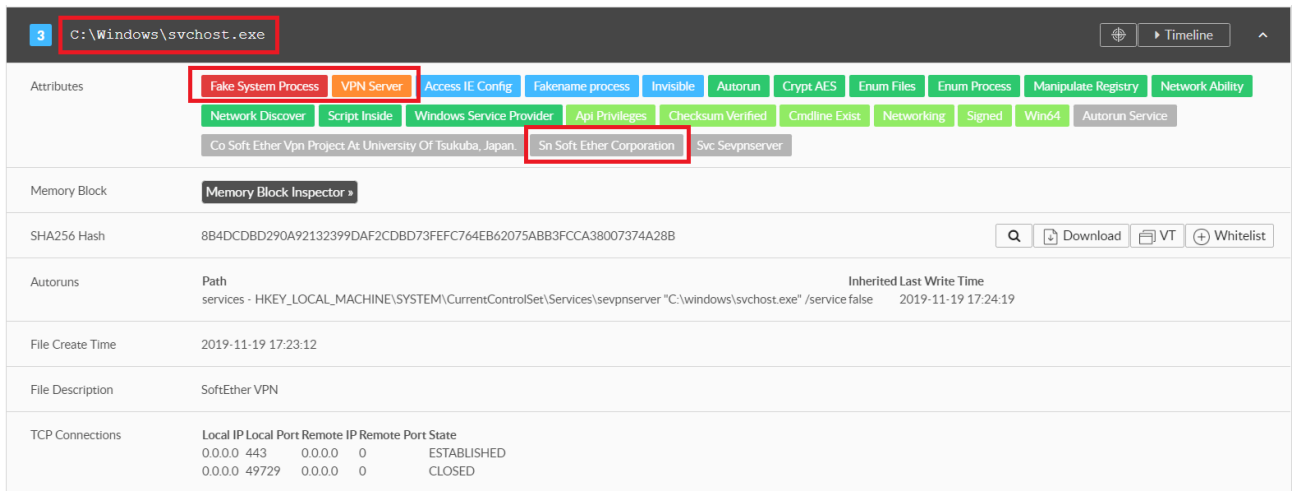 3 C:\Windows\svchost.exe Timeline
Attributes Fake System Process VPN Server Access IE Config Fakename process Invisible Autorun Crypt AES Enum Files Enum Process Manipulate Registry Network Ability
Network Discover Script Inside Windows Service Provider Api Privileges Checksum Verified Cmdline Exist Networking Signed Win64 Autorun Service
Co Soft Ether Vpn Project At University Of Tsukuba, Japan. Sn Soft Ether Corporation Svc Sevpnserver
Memory Block Memory Block Inspector »
SHA256 Hash 8B4DCDBD290A92132399DAF2CDBD73FEFC764EB62075ABB3FCCA38007374A28B Download VT Whitelist
Autoruns Path Inherited Last Write Time
services - HKEY_LOCAL_MACHINE\SYSTEM\CurrentControlSet\Services\sevpnserver "C:\windows\svchost.exe" /service false 2019-11-19 17:24:19
File Create Time 2019-11-19 17:23:12
File Description SoftEther VPN
TCP Connections Local IP Local Port Remote IP Remote Port State
0.0.0.0 443 0.0.0.0 0 ESTABLISHED
0.0.0.0 49729 0.0.0.0 0 CLOSED